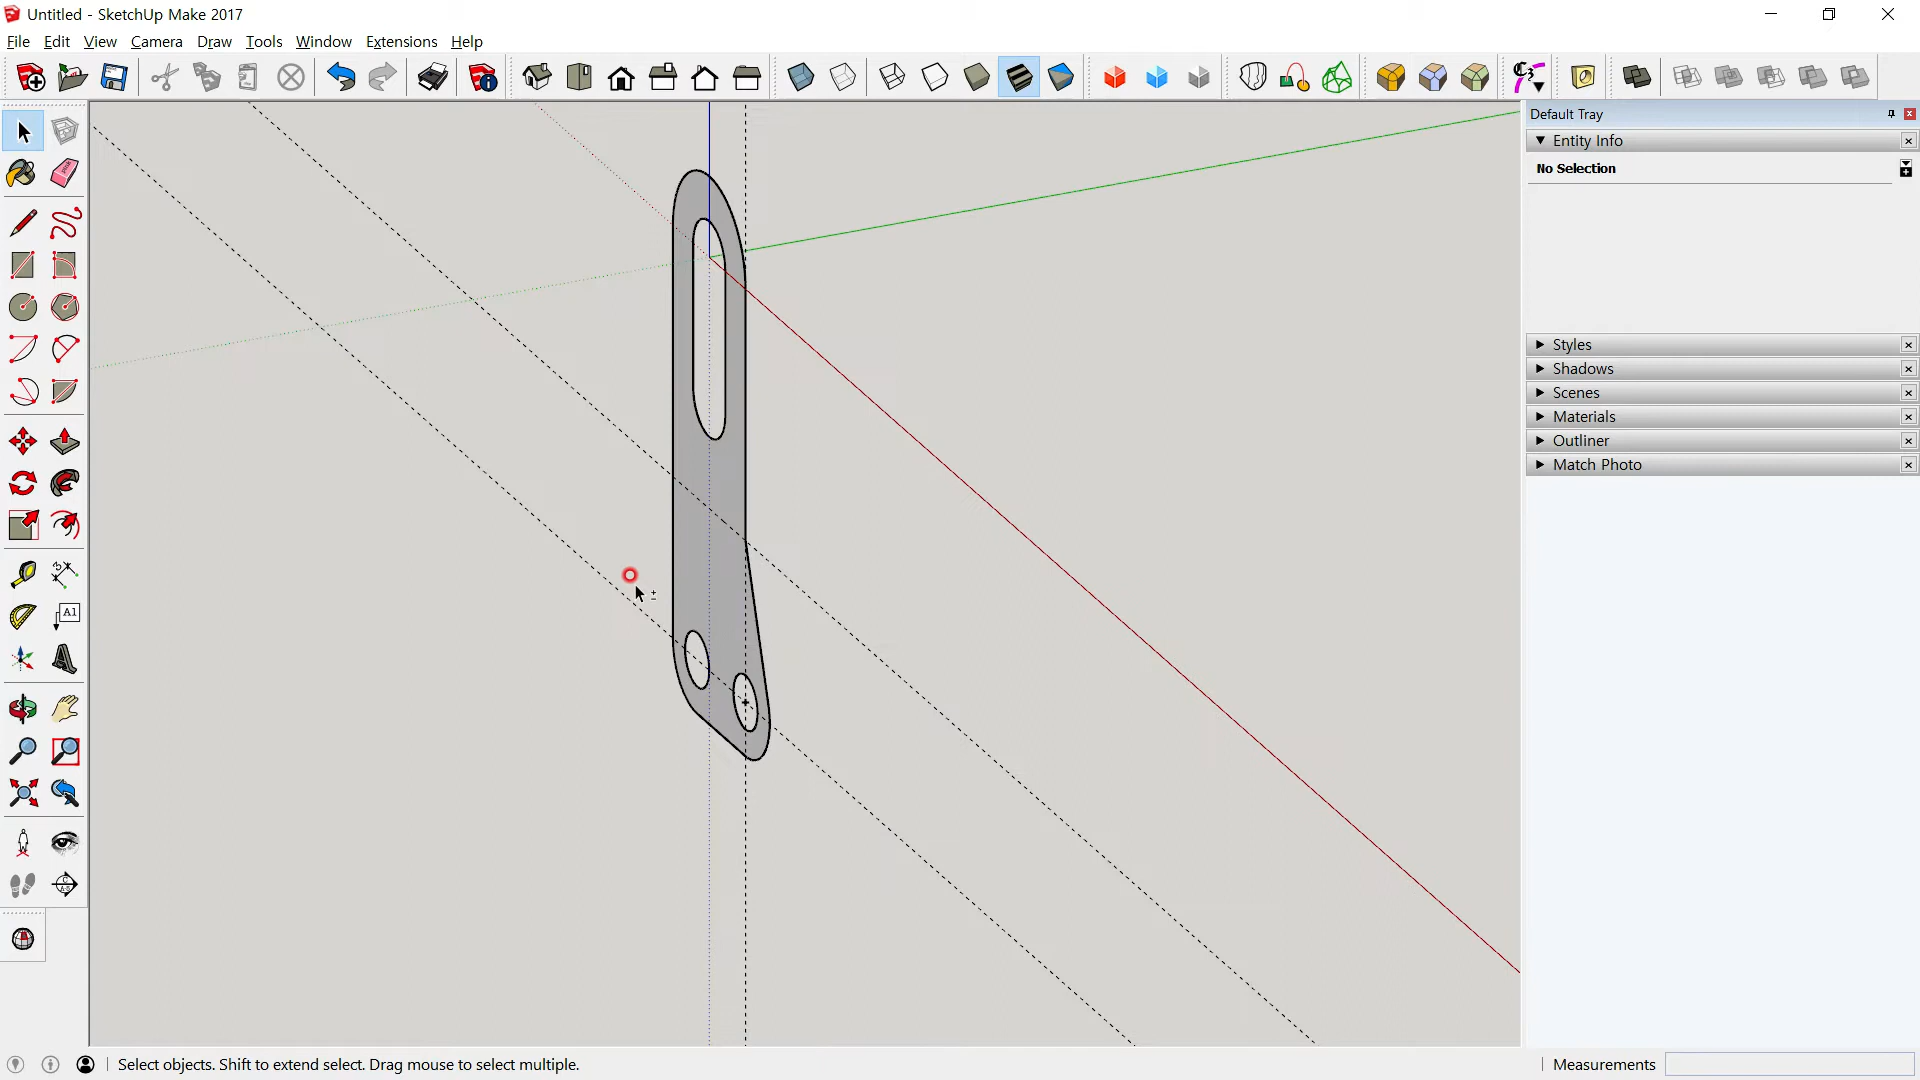 Untitled - SketchUp Make 2017
File Edit View Camera Draw Tools Window Extensions Help
Default Tray
Entity Info
No Selection
Styles
Shadows
Scenes
Materials
Outliner
Match Photo
A1
Select objects. Shift to extend select. Drag mouse to select multiple.
Measurements